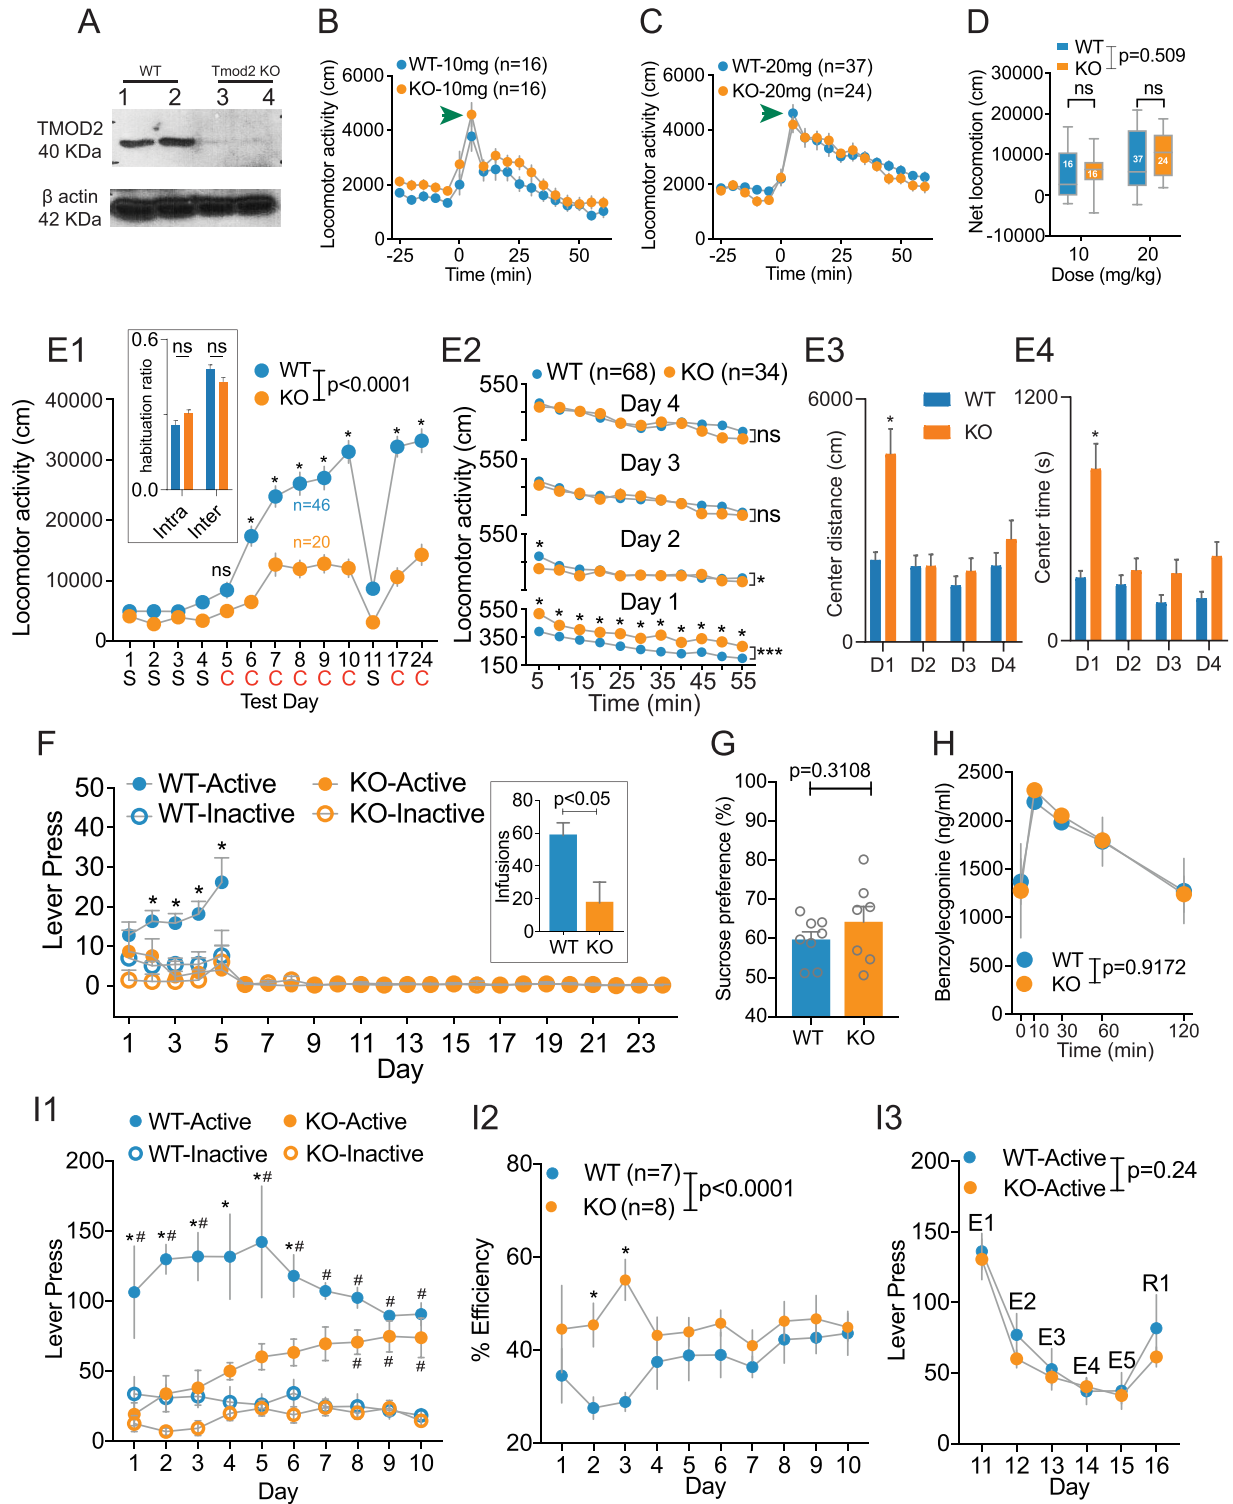 A
WT
Tmod2 KO
1 2 3 4
TMOD2
40 KDa
β actin
42 KDa
B
WT-10mg (n=16)
KO-10mg (n=16)
Locomotor activity (cm)
6000
4000
2000
0
-25 0 25 50
Time (min)
C
WT-20mg (n=37)
KO-20mg (n=24)
Locomotor activity (cm)
6000
4000
2000
0
-25 0 25 50
Time (min)
D
WT
KO
p=0.509
Net locomotion (cm)
30000
20000
10000
0
-10000
ns ns
16 16 37 24
10 20
Dose (mg/kg)
E1
habituation ratio
0.6
0.0
ns ns
Intra Inter
WT
KO
p<0.0001
Locomotor activity (cm)
40000
30000
20000
10000
0
ns * * * * * * *
n=46
n=20
1 2 3 4 5 6 7 8 9 10 11 17 24
S S S S C C C C C C S C C
Test Day
E2
WT (n=68) KO (n=34)
Locomotor activity (cm)
550
Day 4
ns
550
Day 3
ns
550
Day 2
* *
Day 1
550
350
150
* * * * * * * * * * *
***
5 15 25 35 45 55
Time (min)
E3
WT
KO
Center distance (cm)
6000
0
*
D1 D2 D3 D4
E4
Center time (s)
1200
0
*
D1 D2 D3 D4
F
WT-Active KO-Active
WT-Inactive KO-Inactive
Lever Press
50
40
30
20
10
0
* * * *
1 3 5 7 9 11 13 15 17 19 21 23
Day
Infusions
80
60
40
20
0
p<0.05
WT KO
G
p=0.3108
Sucrose preference (%)
100
90
80
70
60
50
40
WT KO
H
Benzoylecgonine (ng/ml)
2500
2000
1500
1000
500
0
WT
KO
p=0.9172
0 10 30 60 120
Time (min)
I1
WT-Active KO-Active
WT-Inactive KO-Inactive
Lever Press
200
150
100
50
0
*# *# *# * *# *# # # # #
# # #
1 2 3 4 5 6 7 8 9 10
Day
I2
WT (n=7)
KO (n=8)
p<0.0001
% Efficiency
80
60
40
20
* *
1 2 3 4 5 6 7 8 9 10
Day
I3
WT-Active
KO-Active
p=0.24
Lever Press
200
150
100
50
0
E1 E2 E3 E4 E5 R1
11 12 13 14 15 16
Day